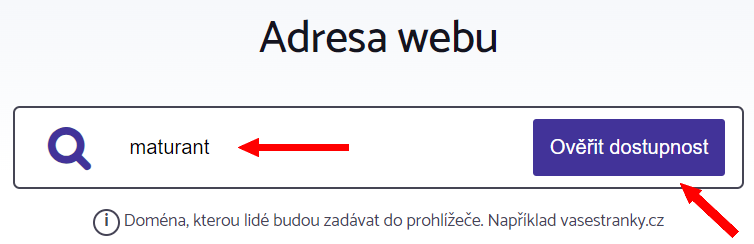 Adresa webu
maturant
Ověřit dostupnost
i Doména, kterou lidé budou zadávat do prohlížeče. Například vasestranky.cz